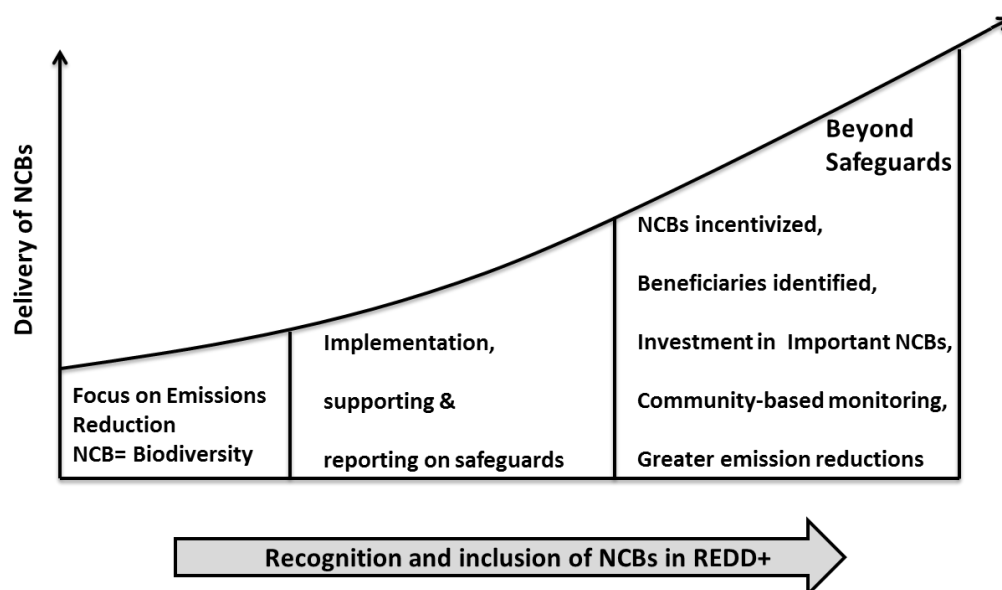 Delivery of NCBs
Focus on Emissions
Reduction
NCB= Biodiversity
Implementation,
supporting &
reporting on safeguards
Beyond
Safeguards
NCBs incentivized,
Beneficiaries identified,
Investment in Important NCBs,
Community-based monitoring,
Greater emission reductions
Recognition and inclusion of NCBs in REDD+